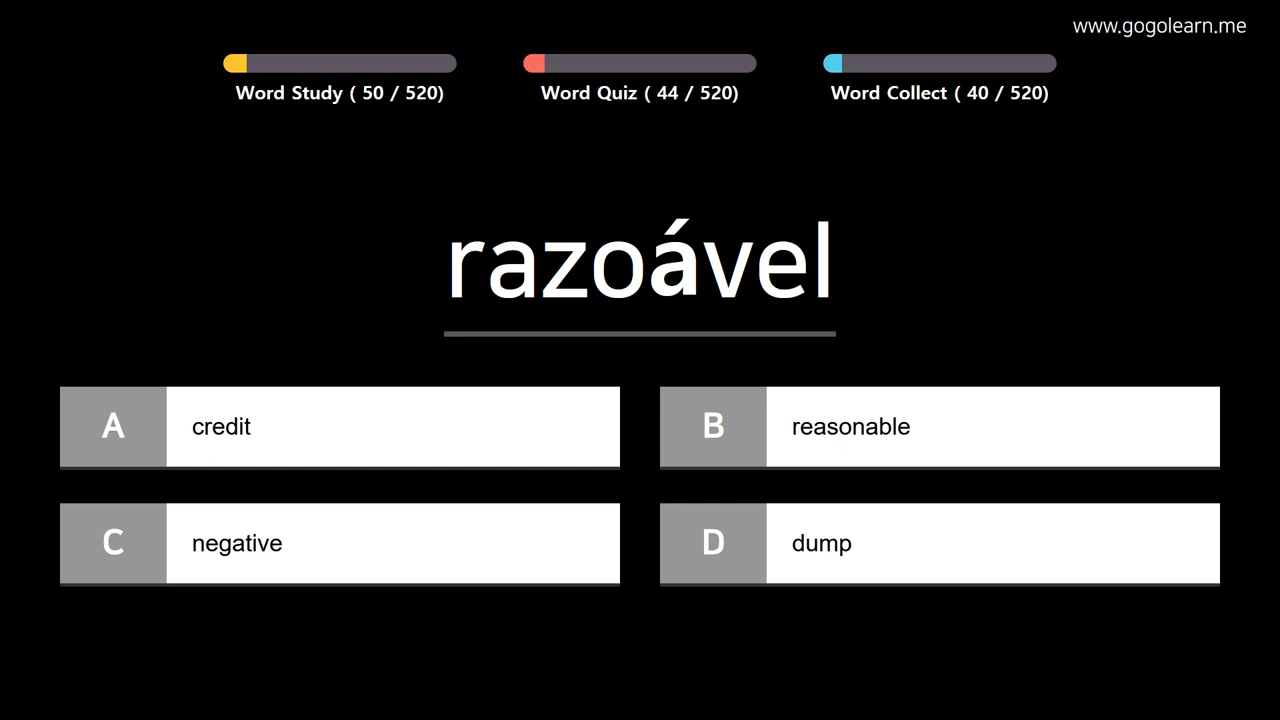 www.gogolearn.me
Word Study ( 50 / 520)
Word Quiz ( 44 / 520)
Word Collect ( 40 / 520)
razoável
A credit
B reasonable
C negative
D dump